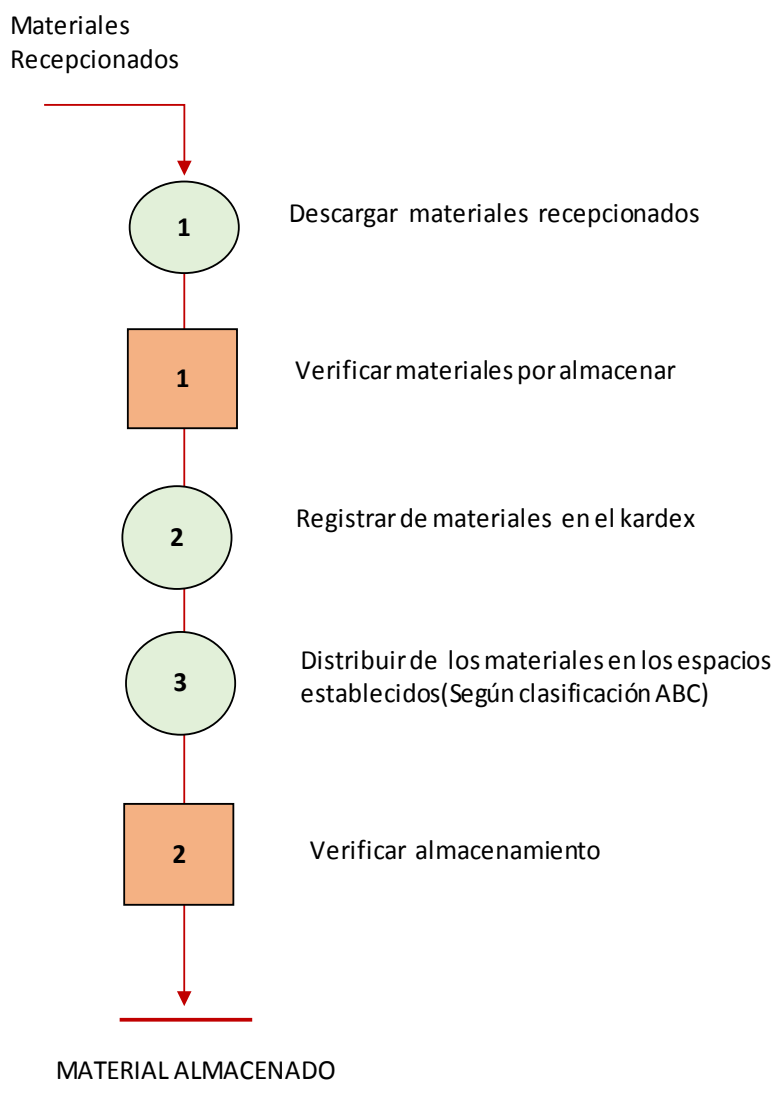 Materiales
Recepcionados
1
Descargar materiales recepcionados
1
Verificar materiales por almacenar
2
Registrar de materiales en el kardex
3
Distribuir de los materiales en los espacios
establecidos(Según clasificación ABC)
2
Verificar almacenamiento
MATERIAL ALMACENADO